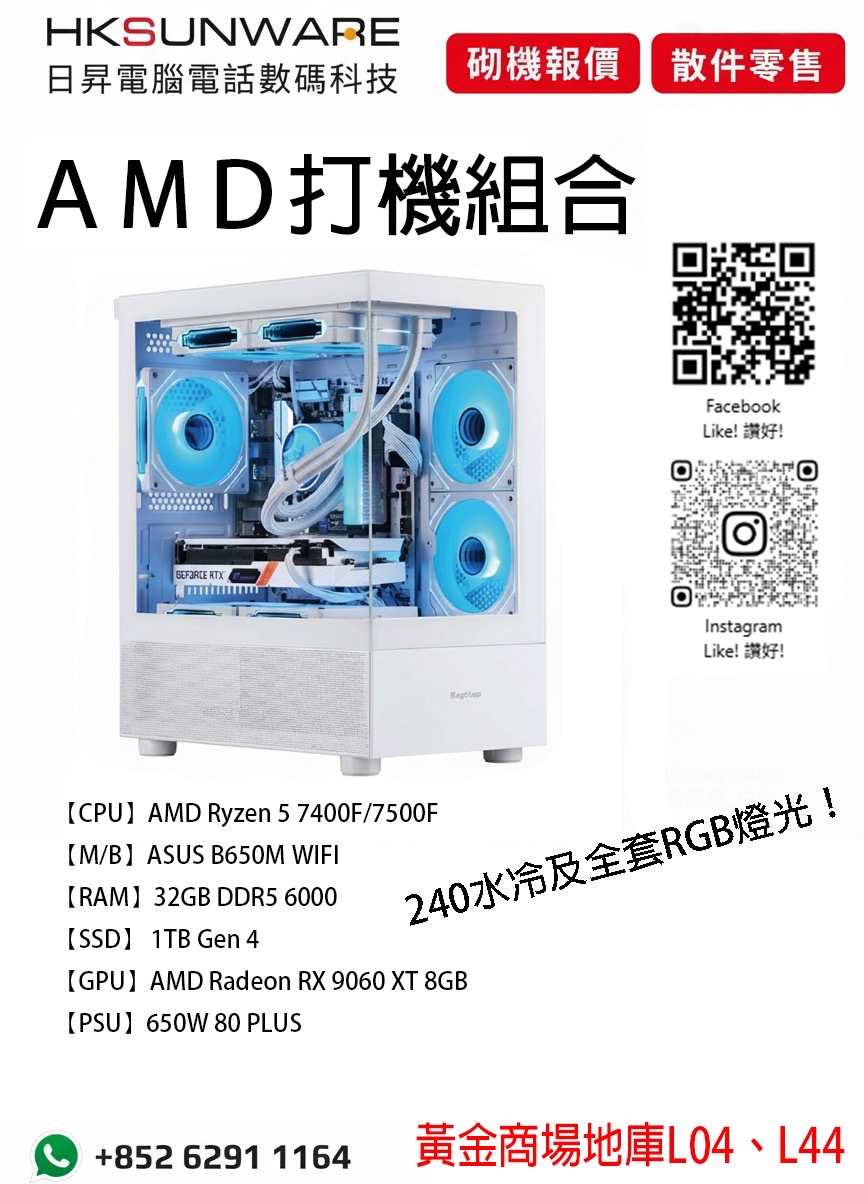 HKSUNWARE
日昇電腦電話數碼科技
砌機報價
散件零售
AMD打機組合
Facebook
Like! 讚好!
Instagram
Like! 讚好!
GEFORCE RTX
【CPU】AMD Ryzen 5 7400F/7500F
【M/B】ASUS B650M WIFI
【RAM】32GB DDR5 6000
【SSD】 1TB Gen 4
【GPU】AMD Radeon RX 9060 XT 8GB
【PSU】650W 80 PLUS
240水冷及全套RGB燈光！
+852 6291 1164
黃金商場地庫L04、L44